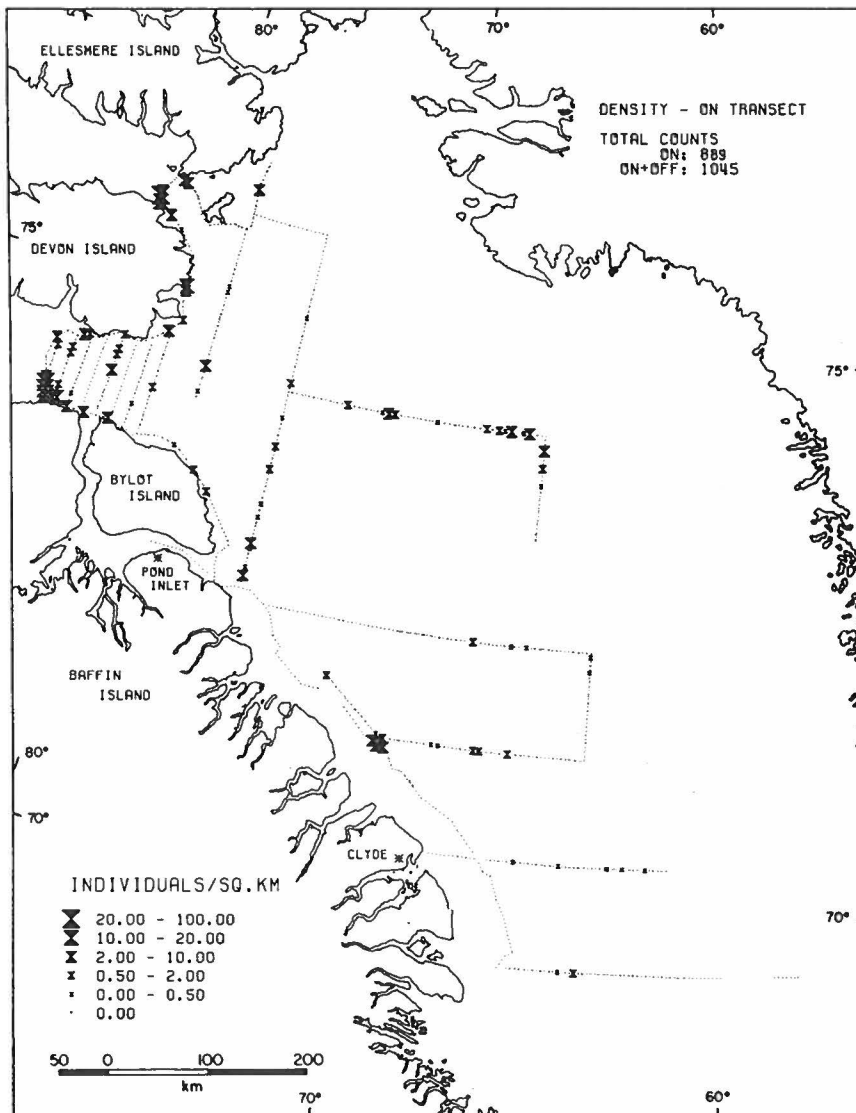 80°
70°
60°
ELLESMERE ISLAND
DENSITY - ON TRANSECT
TOTAL COUNTS
ON: 889
ON+OFF: 1045
75°
DEVON ISLAND
75°
BYLOT
ISLAND
POND
INLET
BAFFIN
ISLAND
80°
70°
CLYDE
INDIVIDUALS/SQ.KM
20.00 - 100.00
10.00 - 20.00
2.00 - 10.00
0.50 - 2.00
0.00 - 0.50
0.00
70°
50 0 100 200
km
70°
60°